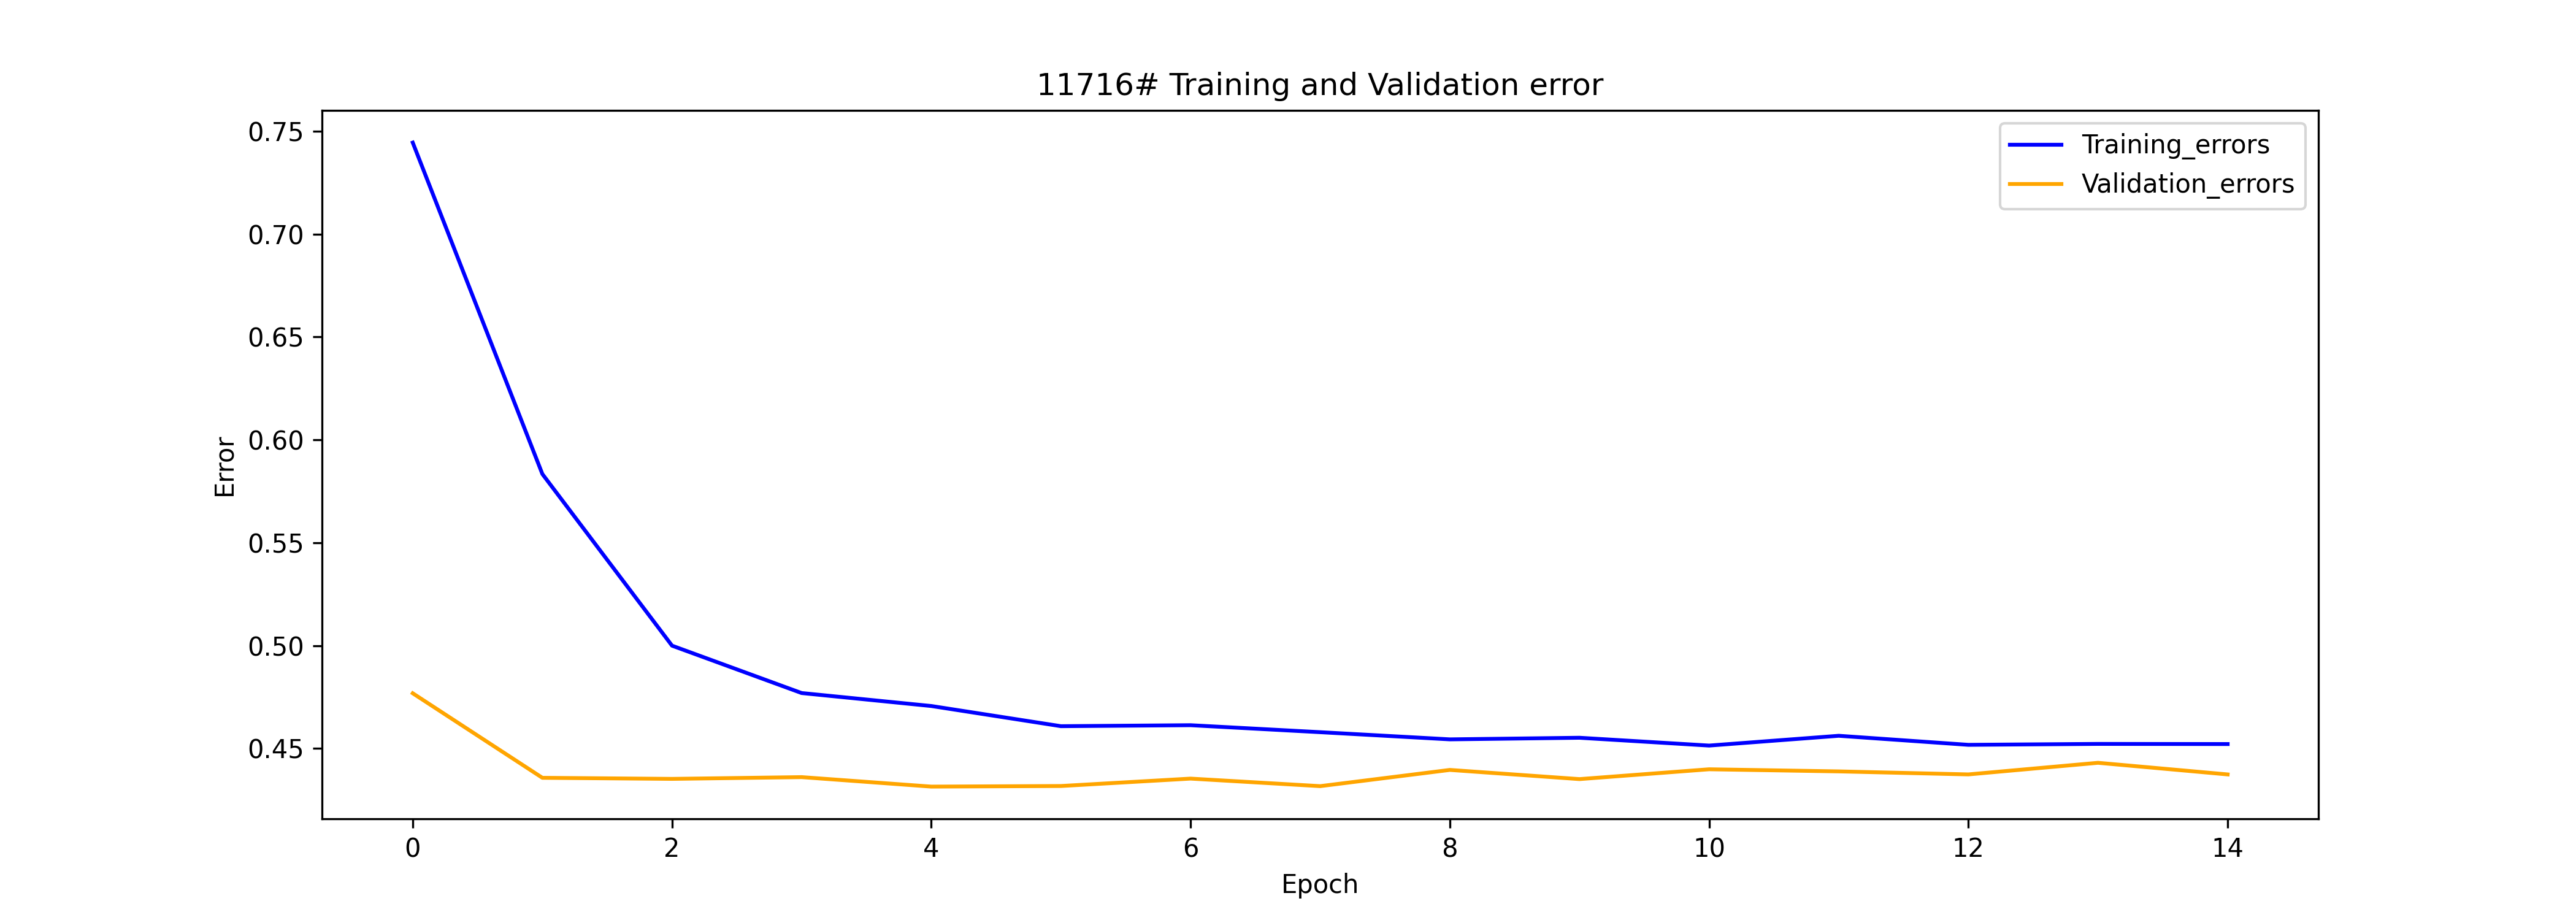 11716# Training and Validation error
Training_errors
Validation_errors
0.75
0.70
0.65
0.60
0.55
0.50
0.45
Error
0 2 4 6 8 10 12 14
Epoch